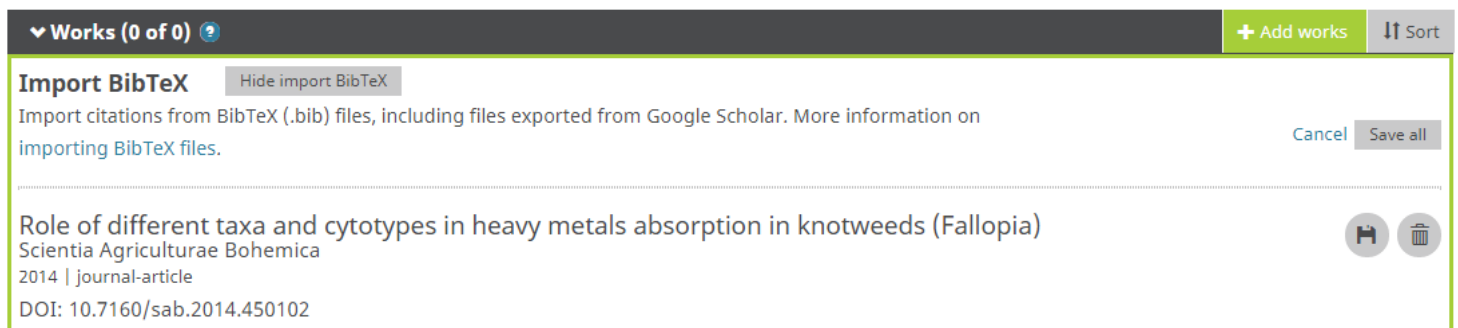 Works (0 of 0) ?
+ Add works
Sort
Import BibTeX
Hide import BibTeX
Import citations from BibTeX (.bib) files, including files exported from Google Scholar. More information on
importing BibTeX files.
Cancel
Save all
Role of different taxa and cytotypes in heavy metals absorption in knotweeds (Fallopia)
Scientia Agriculturae Bohemica
2014 | journal-article
DOI: 10.7160/sab.2014.450102